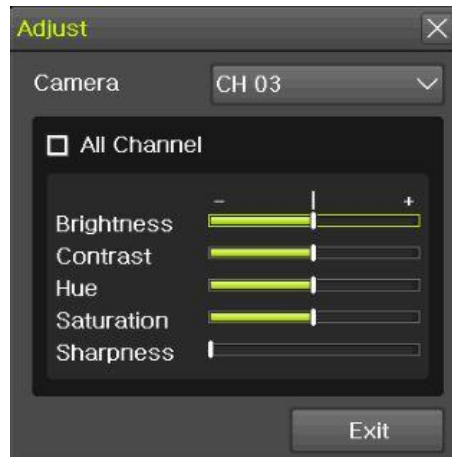 Adjust
Camera CH 03
All Channel
- | +
Brightness
Contrast
Hue
Saturation
Sharpness
Exit